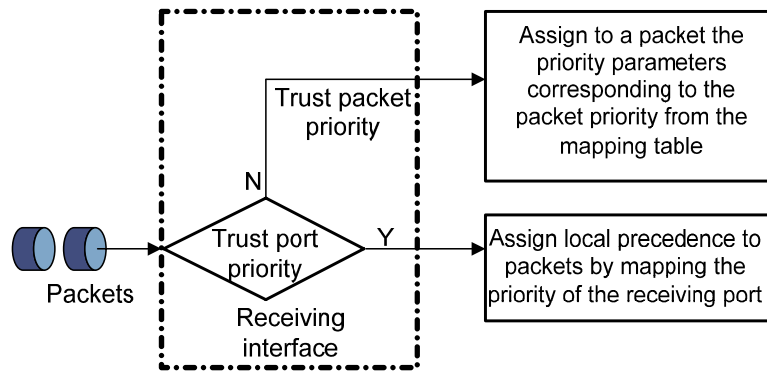 Assign to a packet the
priority parameters
corresponding to the
packet priority from the
mapping table
Trust packet
priority
N
Trust port
priority
Y
Assign local precedence to
packets by mapping the
priority of the receiving port
Packets
Receiving
interface